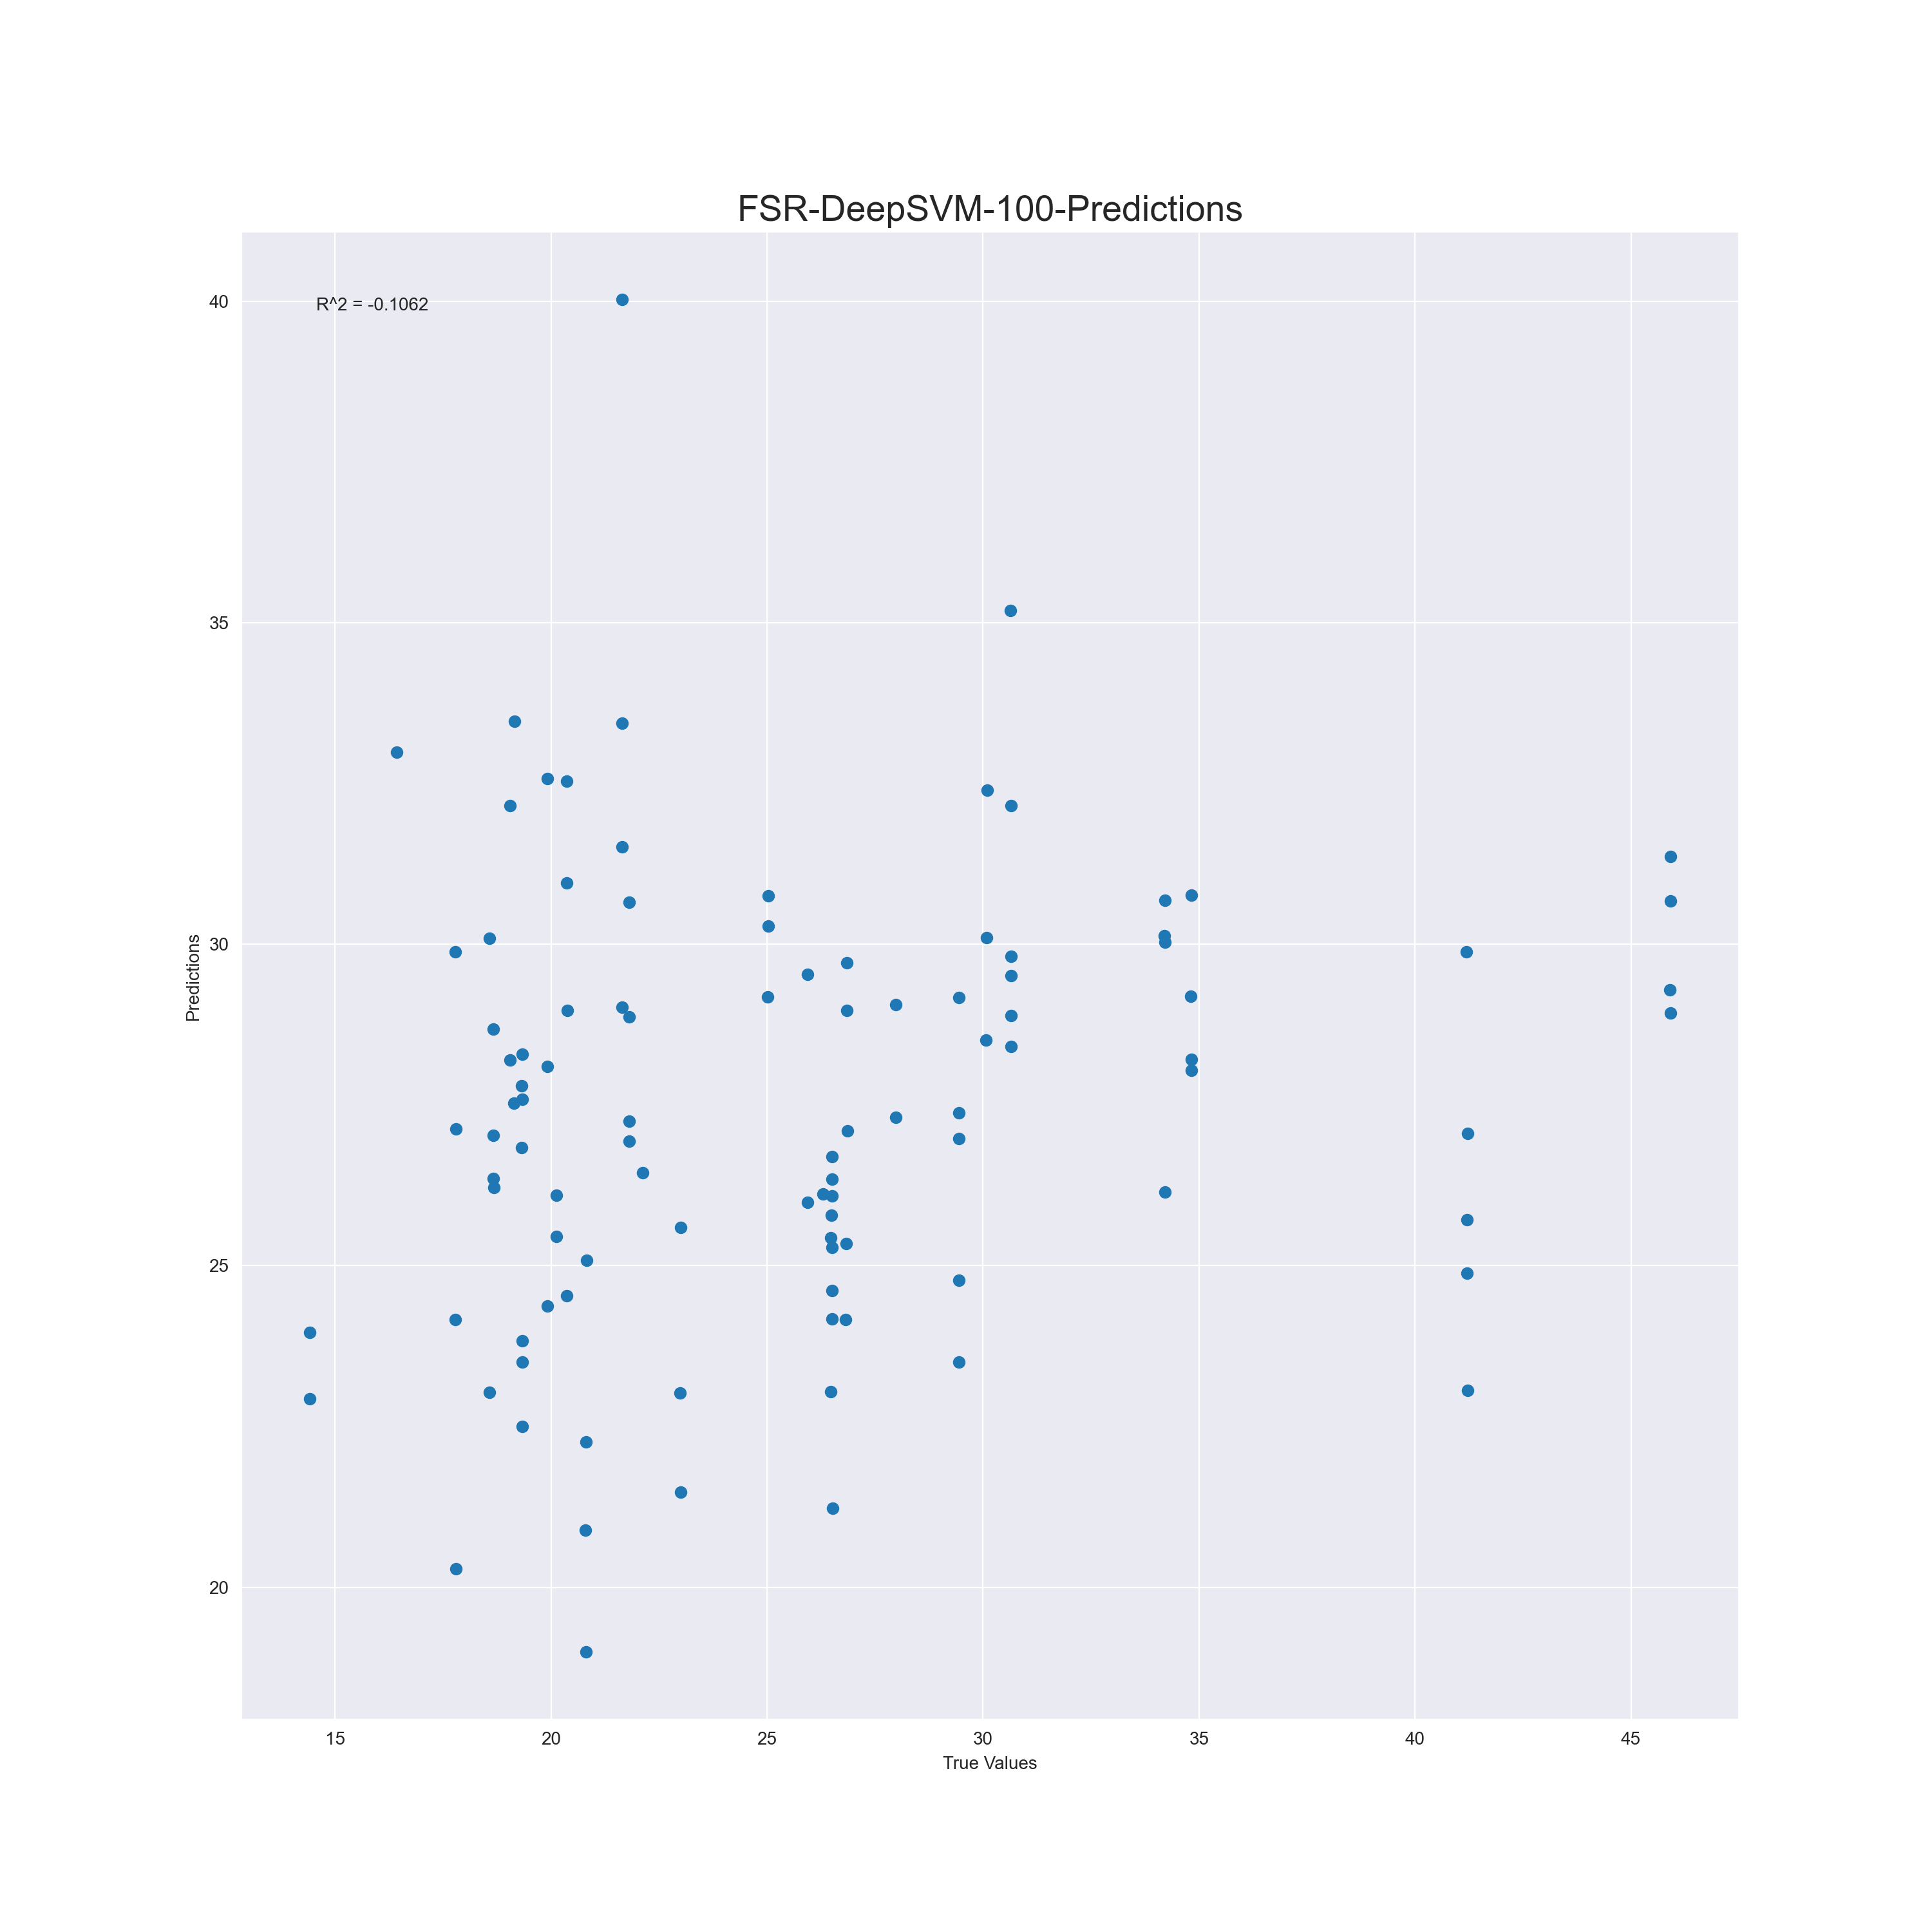 FSR-DeepSVM-100-Predictions
R^2 = -0.1062
40
35
30
25
20
Predictions
15 20 25 30 35 40 45
True Values